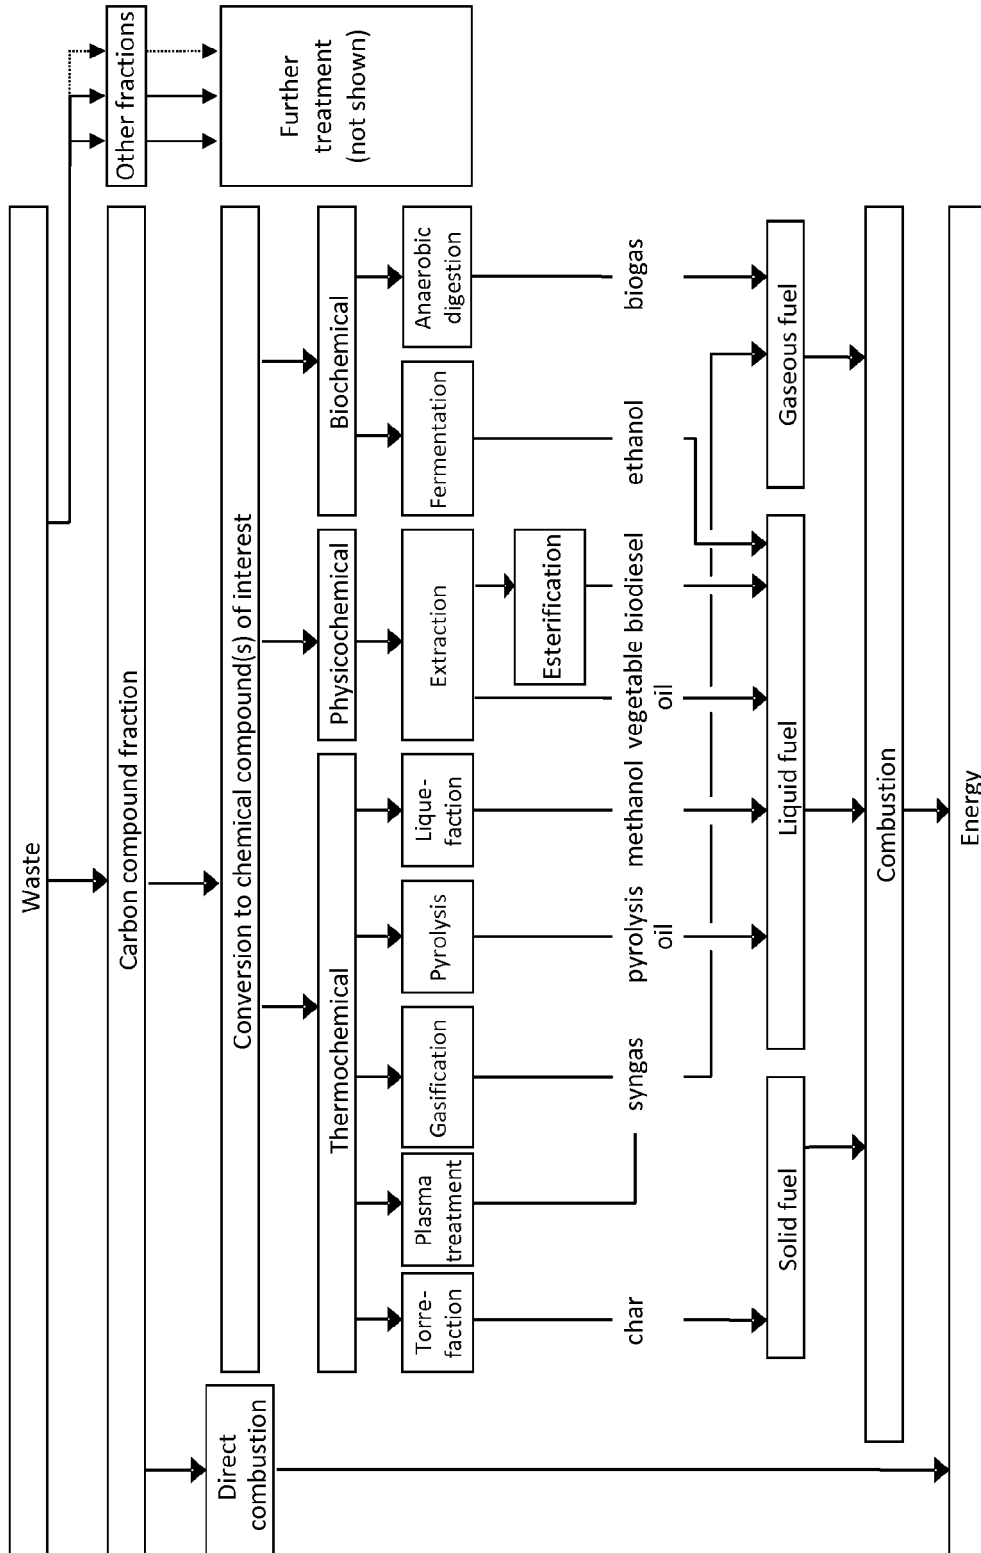 Waste
Carbon compound fraction
Other fractions
Direct
combustion
Conversion to chemical compound(s) of interest
Further
treatment
(not shown)
Thermochemical
Physicochemical
Biochemical
Torre-
faction
Plasma
treatment
Gasification
Pyrolysis
Lique-
faction
Extraction
Fermentation
Anaerobic
digestion
Esterification
char
syngas
pyrolysis
oil
methanol
vegetable
oil
biodiesel
ethanol
biogas
Solid fuel
Liquid fuel
Gaseous fuel
Combustion
Energy